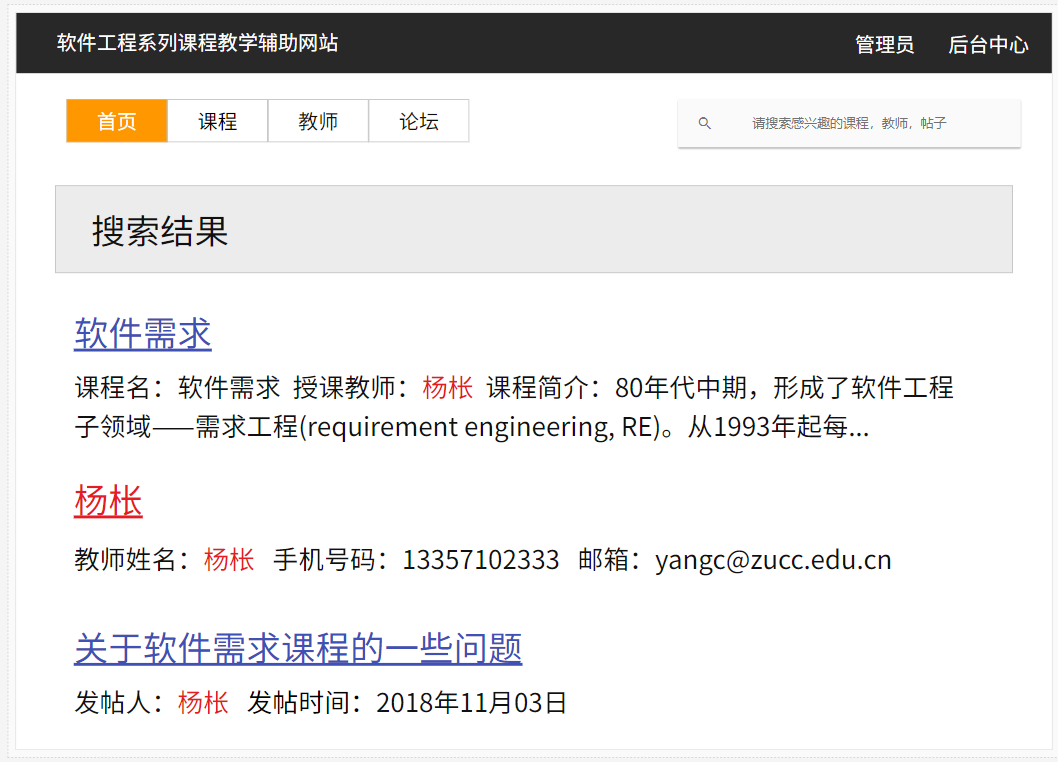 软件工程系列课程教学辅助网站 管理员 后台中心
首页 课程 教师 论坛 请搜索感兴趣的课程，教师，帖子
搜索结果
软件需求
课程名：软件需求 授课教师：杨枨 课程简介：80年代中期，形成了软件工程
子领域——需求工程(requirement engineering, RE)。从1993年起每...
杨枨
教师姓名：杨枨 手机号码：13357102333 邮箱：yangc@zucc.edu.cn
关于软件需求课程的一些问题
发帖人：杨枨 发帖时间：2018年11月03日